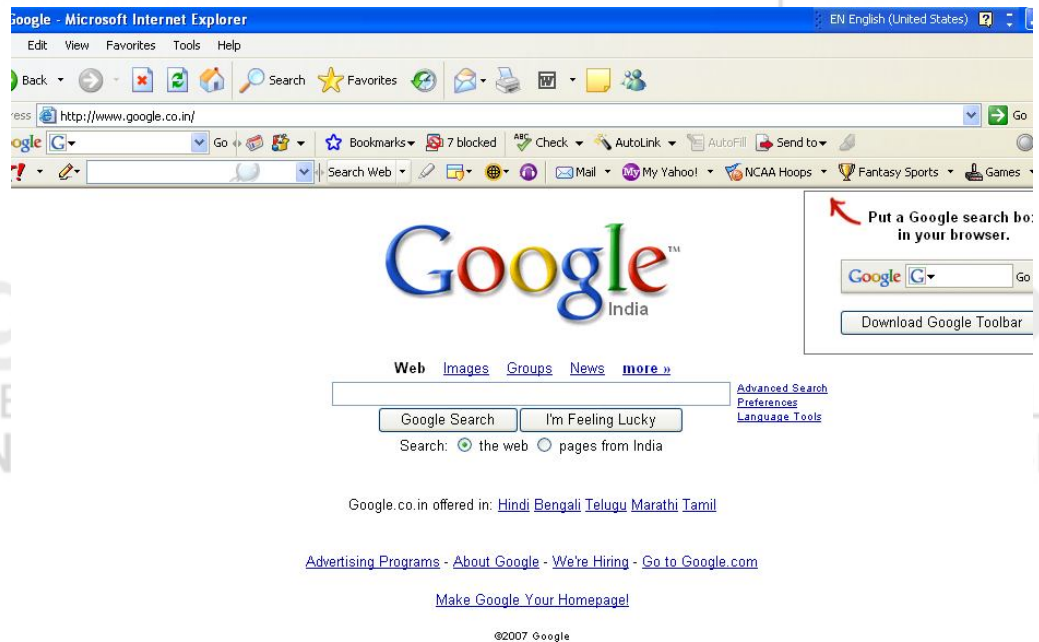 Google - Microsoft Internet Explorer EN English (United States)
Edit View Favorites Tools Help
Back Search Favorites
http://www.google.co.in/ Go
G Go Bookmarks 7 blocked ABC Check AutoLink AutoFill Send to
Search Web Mail My My Yahoo! NCAA Hoops Fantasy Sports Games
Put a Google search
in your browser.
Google G Go
Download Google Toolbar
Google™
India
Web Images Groups News more »
Advanced Search
Preferences
Language Tools
Google Search I'm Feeling Lucky
Search: the web pages from India
Google.co.in offered in: Hindi Bengali Telugu Marathi Tamil
Advertising Programs - About Google - We're Hiring - Go to Google.com
Make Google Your Homepage!
©2007 Google